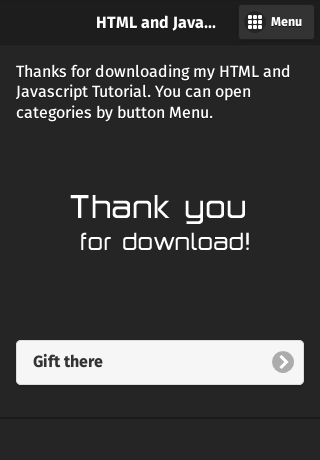 HTML and Java...
Menu
Thanks for downloading my HTML and
Javascript Tutorial. You can open
categories by button Menu.
Thank you
for download!
Gift there